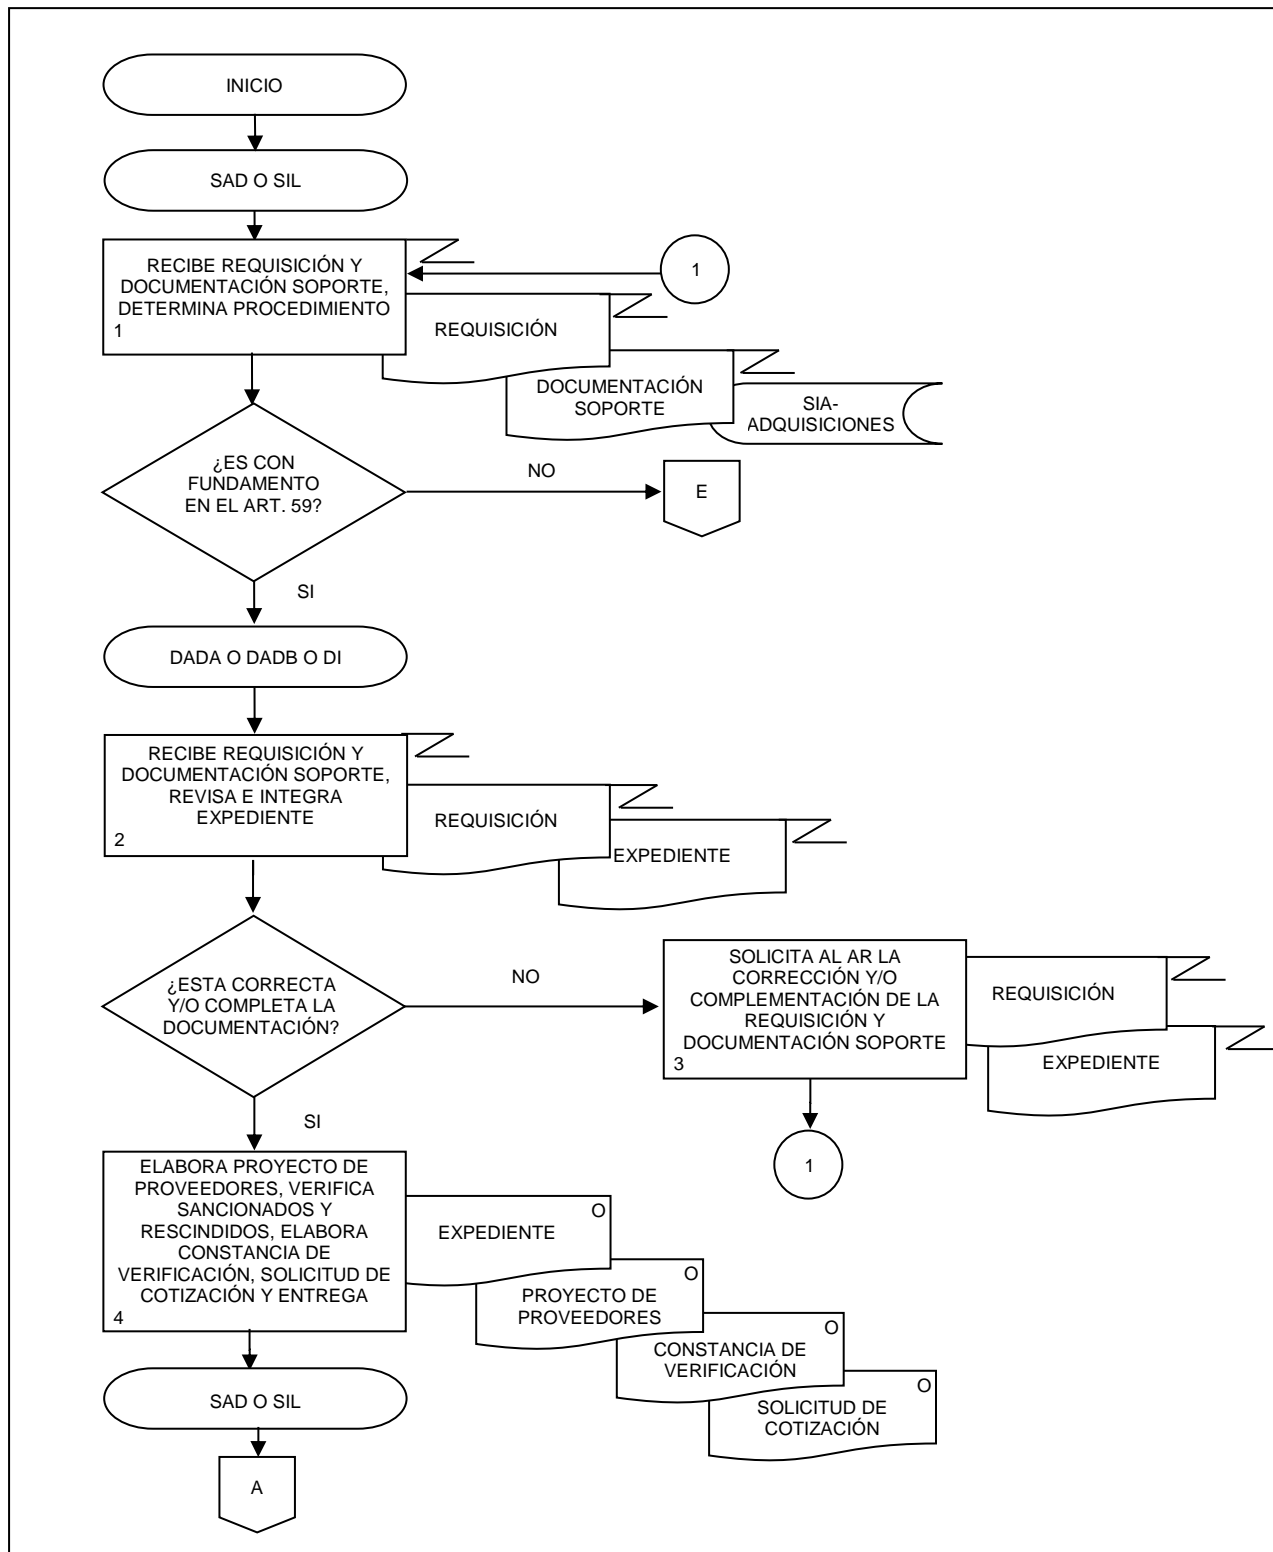 INICIO
SAD O SIL
RECIBE REQUISICIÓN Y
DOCUMENTACIÓN SOPORTE,
DETERMINA PROCEDIMIENTO
1
1
REQUISICIÓN
DOCUMENTACIÓN
SOPORTE
SIA-
ADQUISICIONES
¿ES CON
FUNDAMENTO
EN EL ART. 59?
NO
E
SI
DADA O DADB O DI
RECIBE REQUISICIÓN Y
DOCUMENTACIÓN SOPORTE,
REVISA E INTEGRA
EXPEDIENTE
2
REQUISICIÓN
EXPEDIENTE
¿ESTA CORRECTA
Y/O COMPLETA LA
DOCUMENTACIÓN?
NO
SOLICITA AL AR LA
CORRECCIÓN Y/O
COMPLEMENTACIÓN DE LA
REQUISICIÓN Y
DOCUMENTACIÓN SOPORTE
3
REQUISICIÓN
EXPEDIENTE
1
SI
ELABORA PROYECTO DE
PROVEEDORES, VERIFICA
SANCIONADOS Y
RESCINDIDOS, ELABORA
CONSTANCIA DE
VERIFICACIÓN, SOLICITUD DE
COTIZACIÓN Y ENTREGA
4
O
EXPEDIENTE
O
PROYECTO DE
PROVEEDORES
O
CONSTANCIA DE
VERIFICACIÓN
O
SOLICITUD DE
COTIZACIÓN
SAD O SIL
A